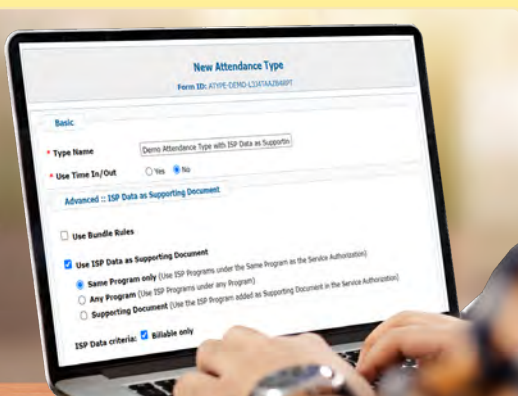 New Attendance Type
Form ID:
Basic
* Type Name Demo Attendance Type with ISP Data as Supportin
* Use Time In/Out Yes No
Advanced :: ISP Data as Supporting Document
Use Bundle Rules
Use ISP Data as Supporting Document
Same Program only (Use ISP Programs under the Same Program as the Service Authorization)
Any Program (Use ISP Programs under any Program)
Supporting Document (Use the ISP Program added as Supporting Document in the Service Authorization)
ISP Data criteria: Billable only